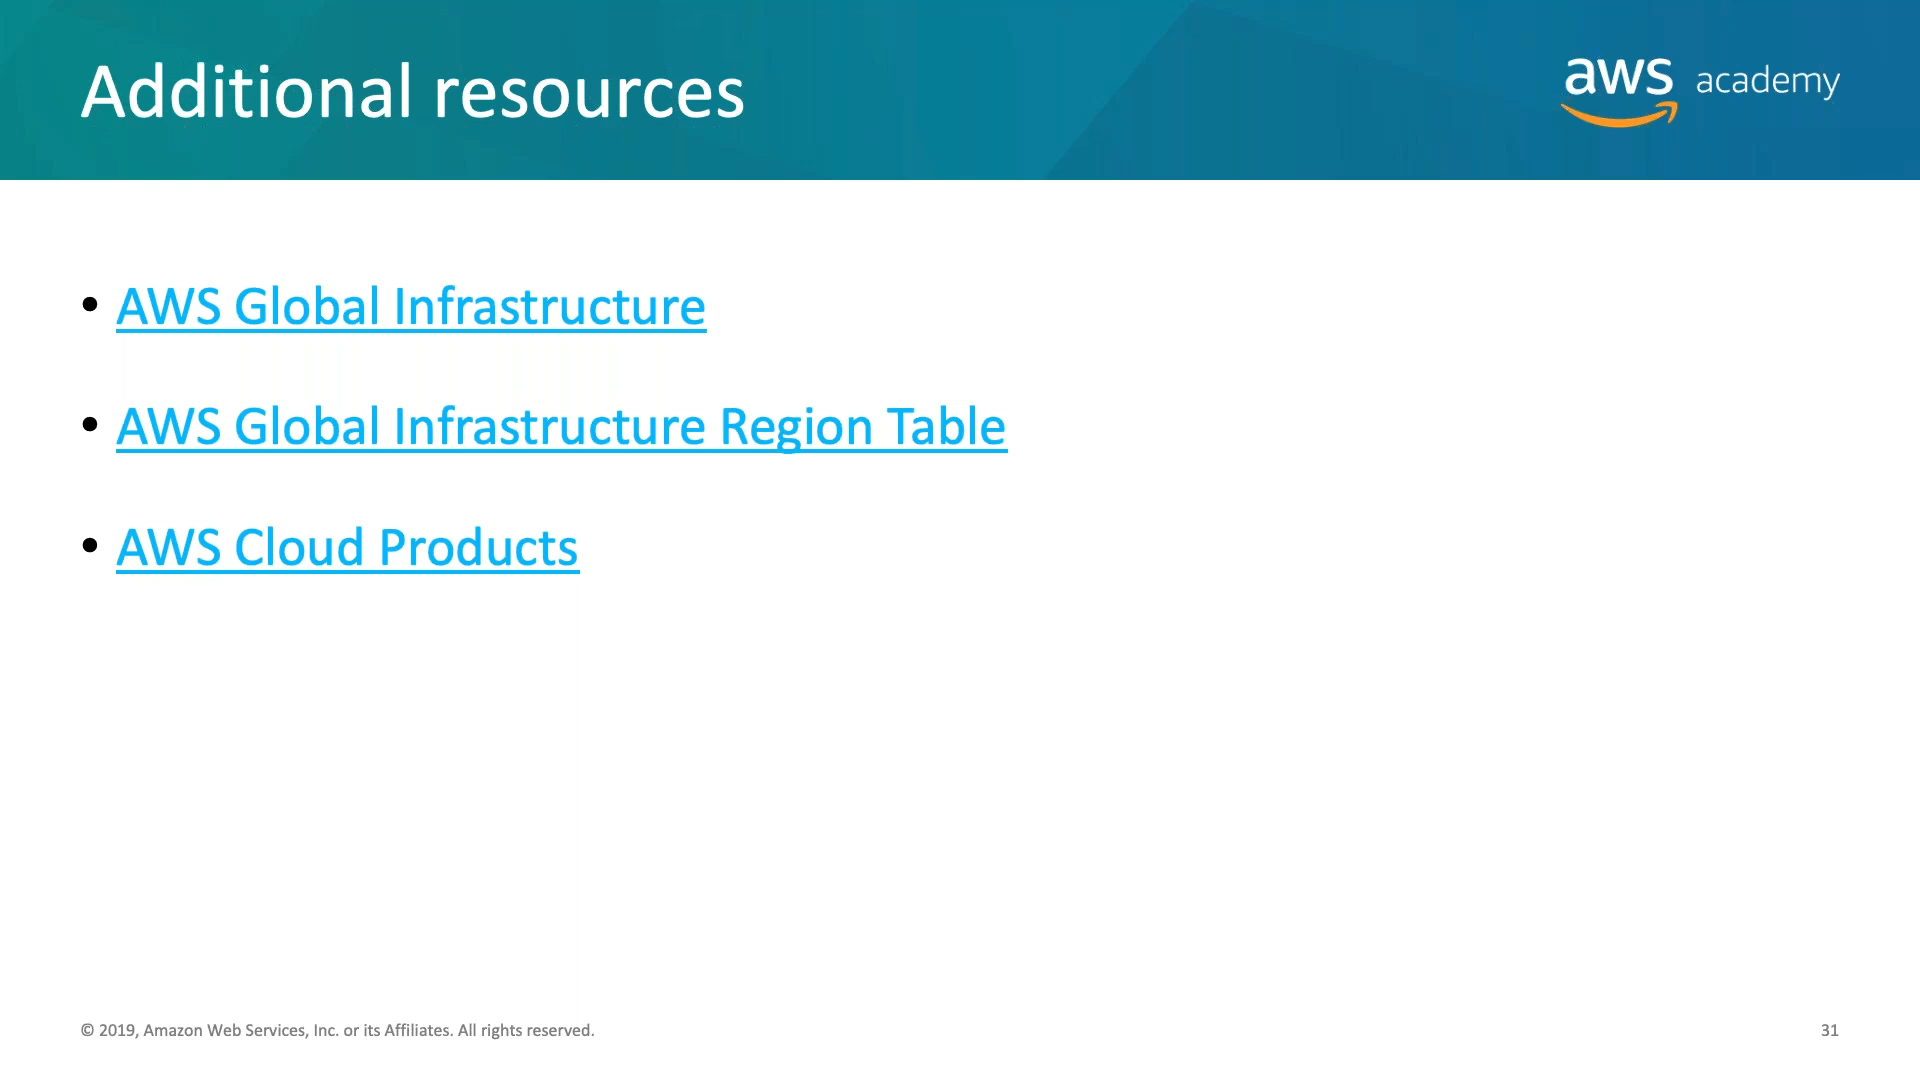 Additional resources
aws academy
• AWS Global Infrastructure
• AWS Global Infrastructure Region Table
• AWS Cloud Products
© 2019, Amazon Web Services, Inc. or its Affiliates. All rights reserved.
31